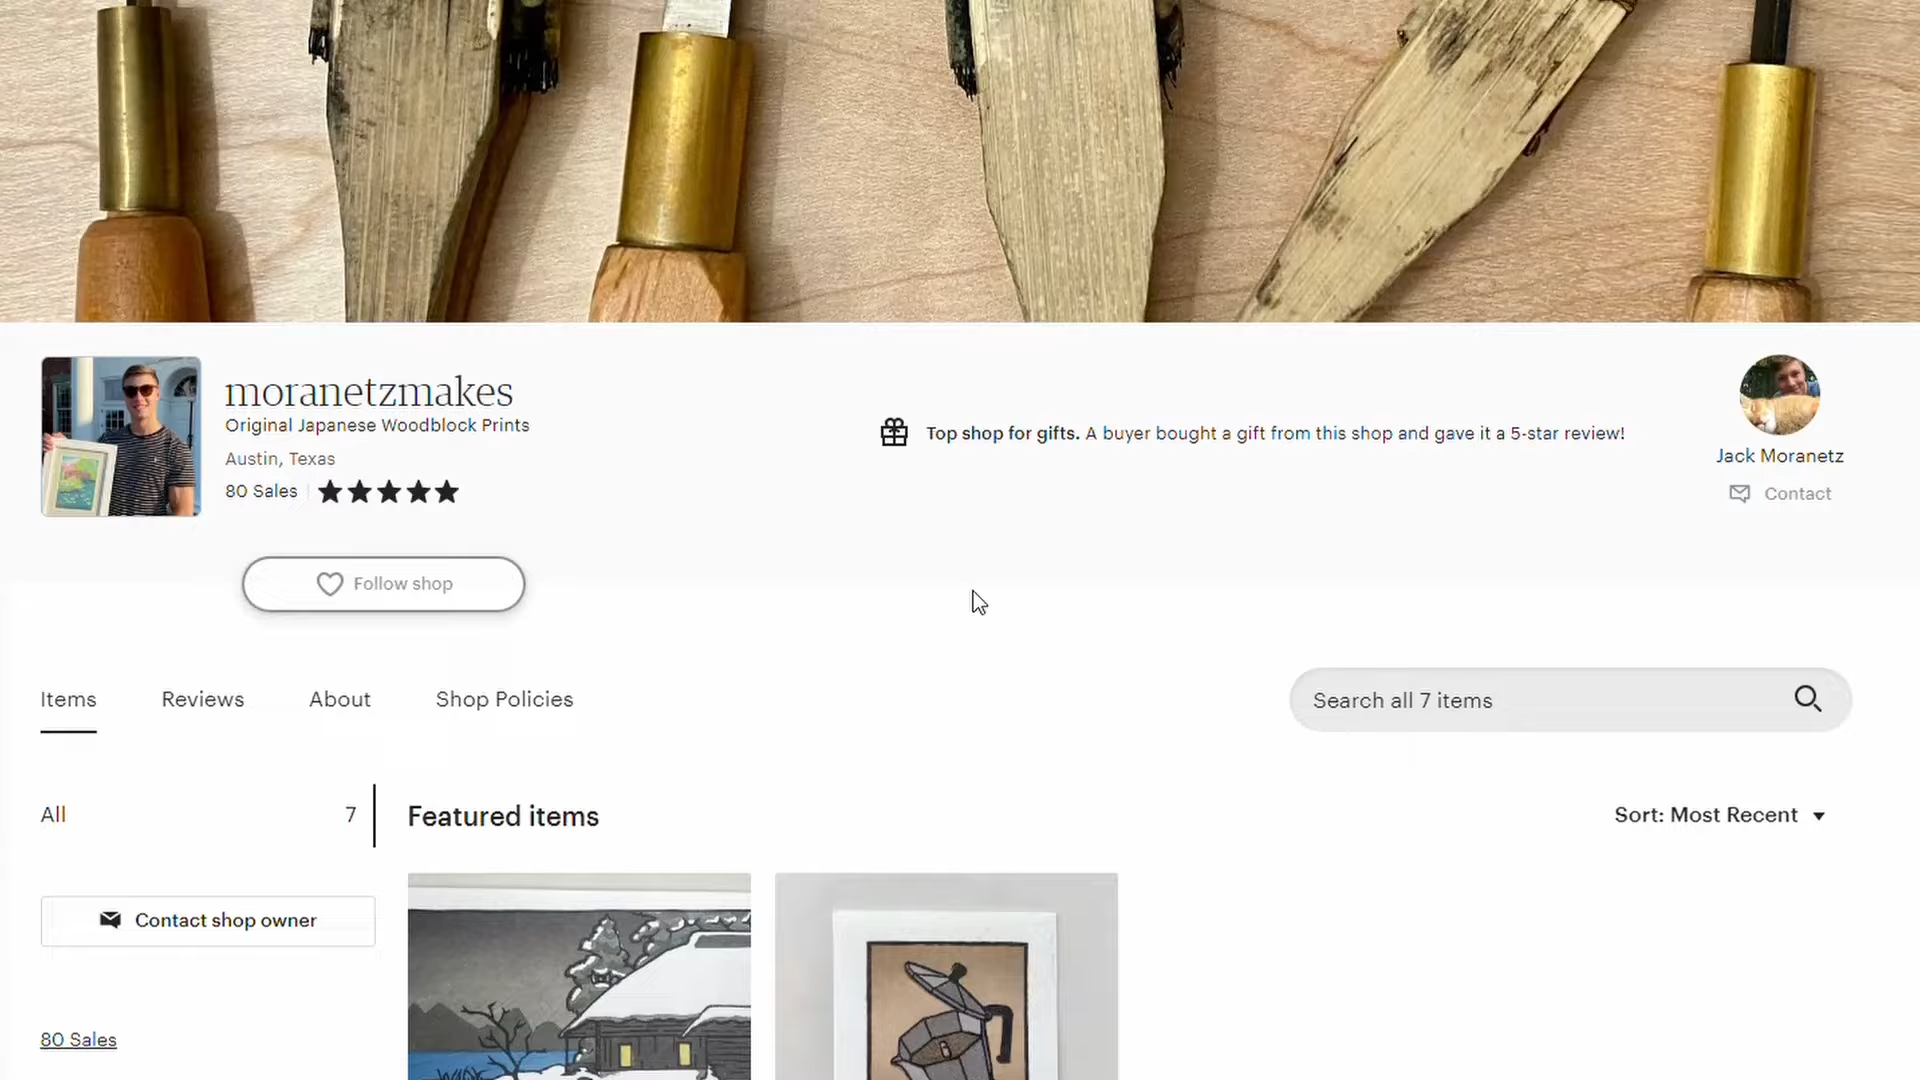 moranetzmakes
Original Japanese Woodblock Prints
Austin, Texas
80 Sales
Top shop for gifts. A buyer bought a gift from this shop and gave it a 5-star review!
Jack Moranetz
Contact
Follow shop
Items Reviews About Shop Policies
Search all 7 items
All 7
Featured items
Sort: Most Recent
Contact shop owner
80 Sales